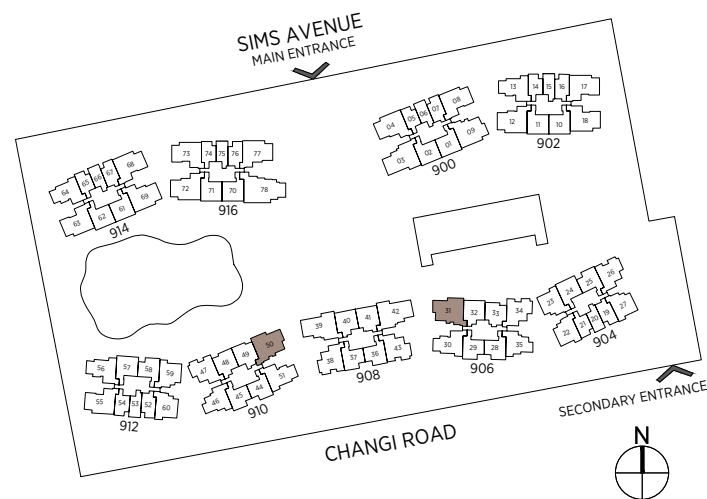 SIMS AVENUE
MAIN ENTRANCE
13 14 15 16 17
12 11 10 18
902
04 05 06 07 08
03 02 01 09
900
73 74 75 76 77
72 71 70 78
916
64 65 66 67 68
63 62 61 69
914
23 24 25 26
22 21 20 19 27
904
31 32 33 34
30 29 28 35
906
39 40 41 42
38 37 36 43
908
47 48 49 50
46 45 44 51
910
56 57 58 59
55 54 53 52 60
912
SECONDARY ENTRANCE
CHANGI ROAD
N